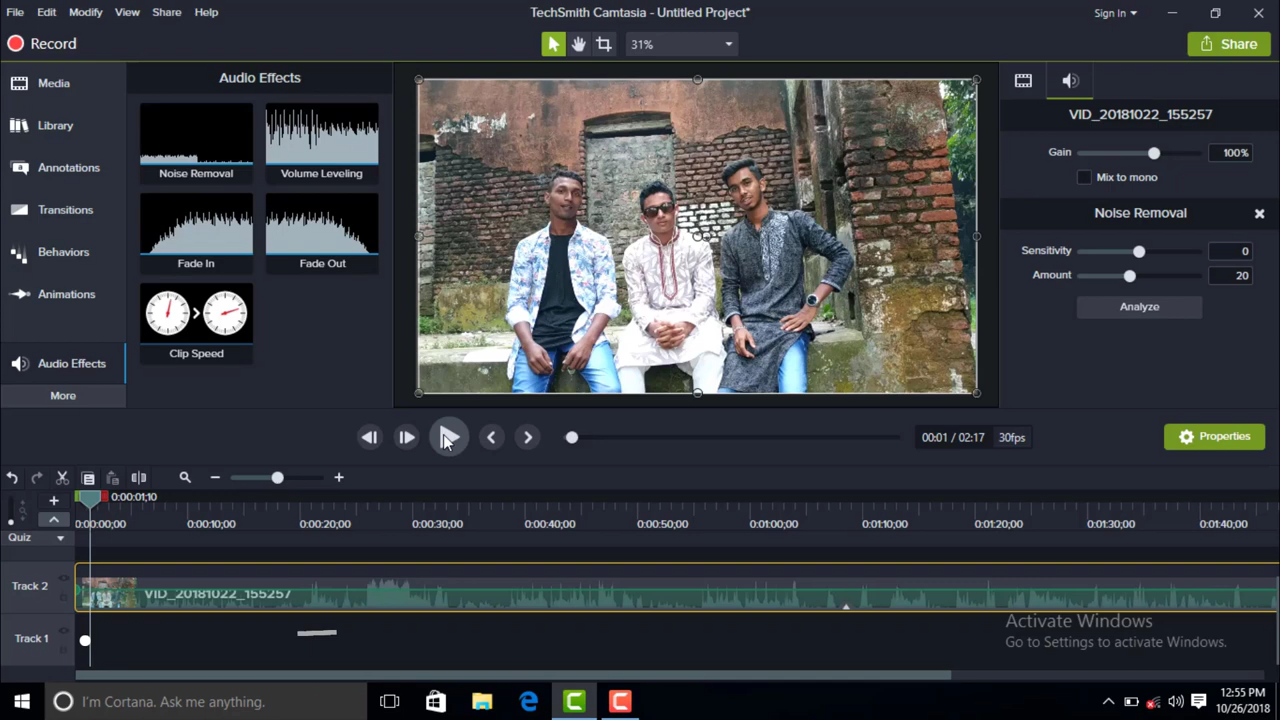 File Edit Modify View Share Help
TechSmith Camtasia - Untitled Project*
Sign In
Record
31%
Share
Media
Library
Annotations
Transitions
Behaviors
Animations
Audio Effects
More
Audio Effects
Noise Removal
Volume Leveling
Fade In
Fade Out
Clip Speed
VID_20181022_155257
Gain 100%
Mix to mono
Noise Removal
Sensitivity 0
Amount 20
Analyze
00:01 / 02:17 30fps
Properties
0:00:01;10
0:00:00;00 0:00:10;00 0:00:20;00 0:00:30;00 0:00:40;00 0:00:50;00 0:01:00;00 0:01:10;00 0:01:20;00 0:01:30;00 0:01:40;00
Quiz
Track 2
VID_20181022_155257
Track 1
Activate Windows
Go to Settings to activate Windows.
I'm Cortana. Ask me anything.
12:55 PM
10/26/2018